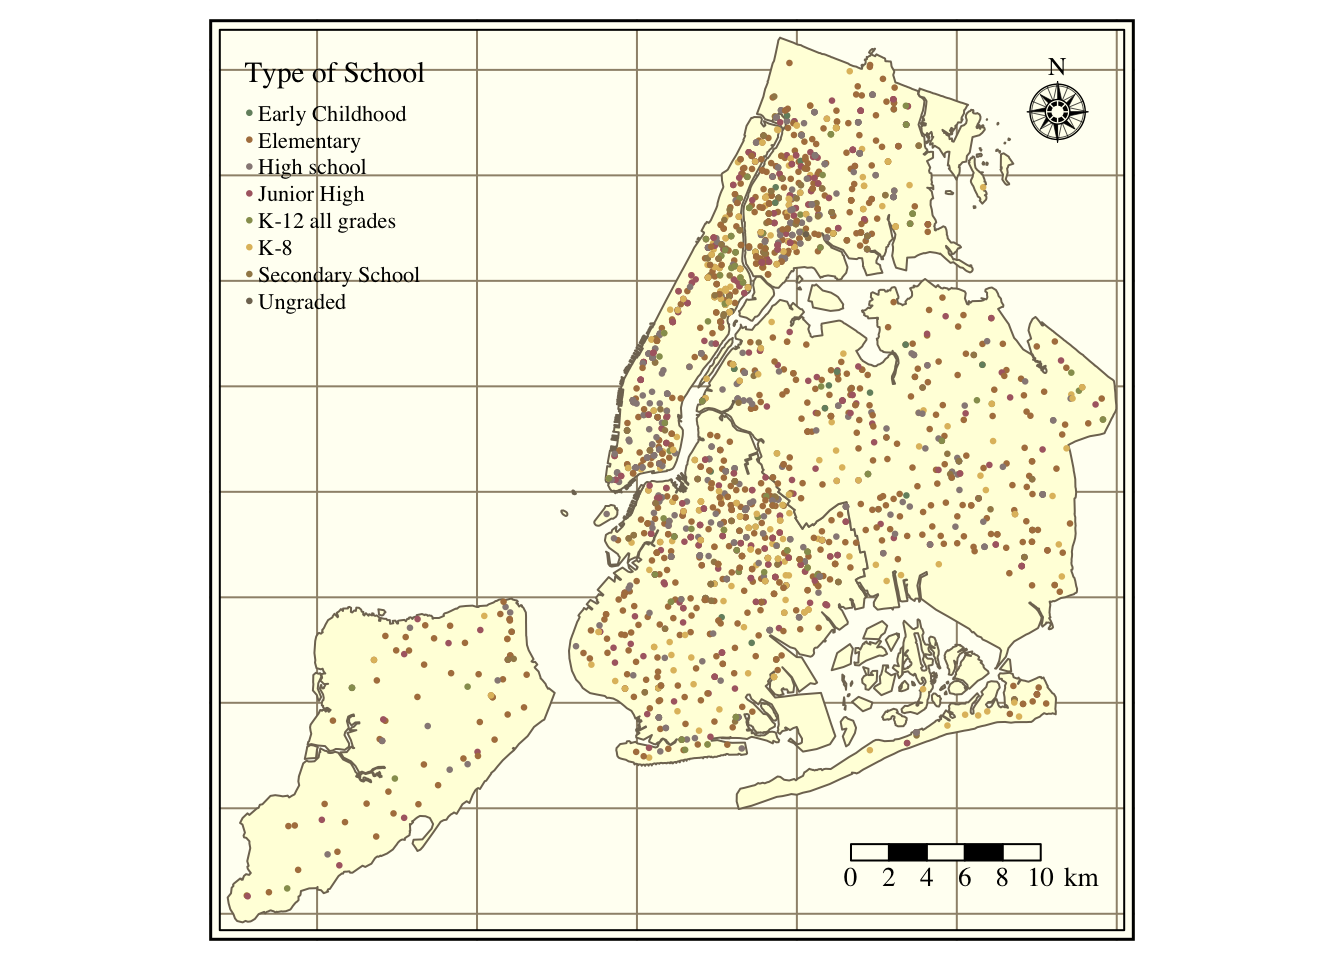 Type of School
Early Childhood
Elementary
High school
Junior High
K-12 all grades
K-8
Secondary School
Ungraded
N
0 2 4 6 8 10 km